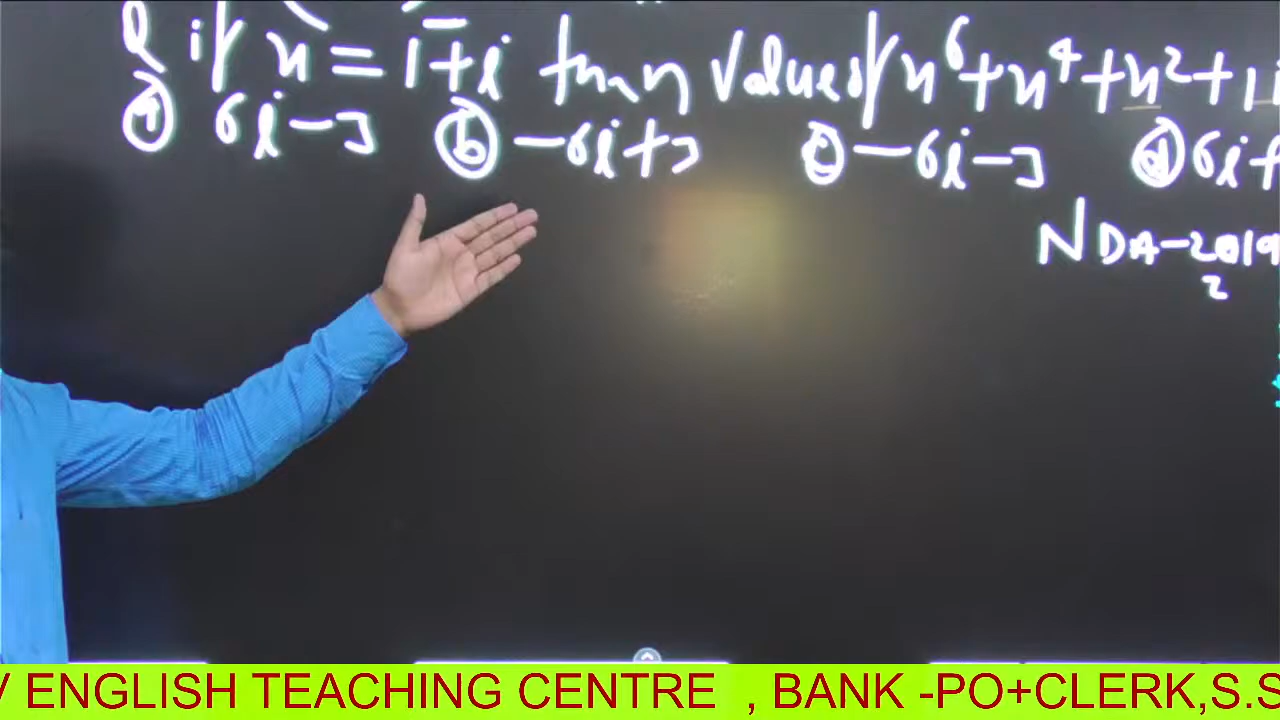 Q if x = 1+i then value of x⁶+x⁴+x²+1 i
(a) 6i-3 (b) -6i+3 (c) -6i-3 (d) 6i+
NDA-2019
2
V ENGLISH TEACHING CENTRE , BANK -PO+CLERK,S.S